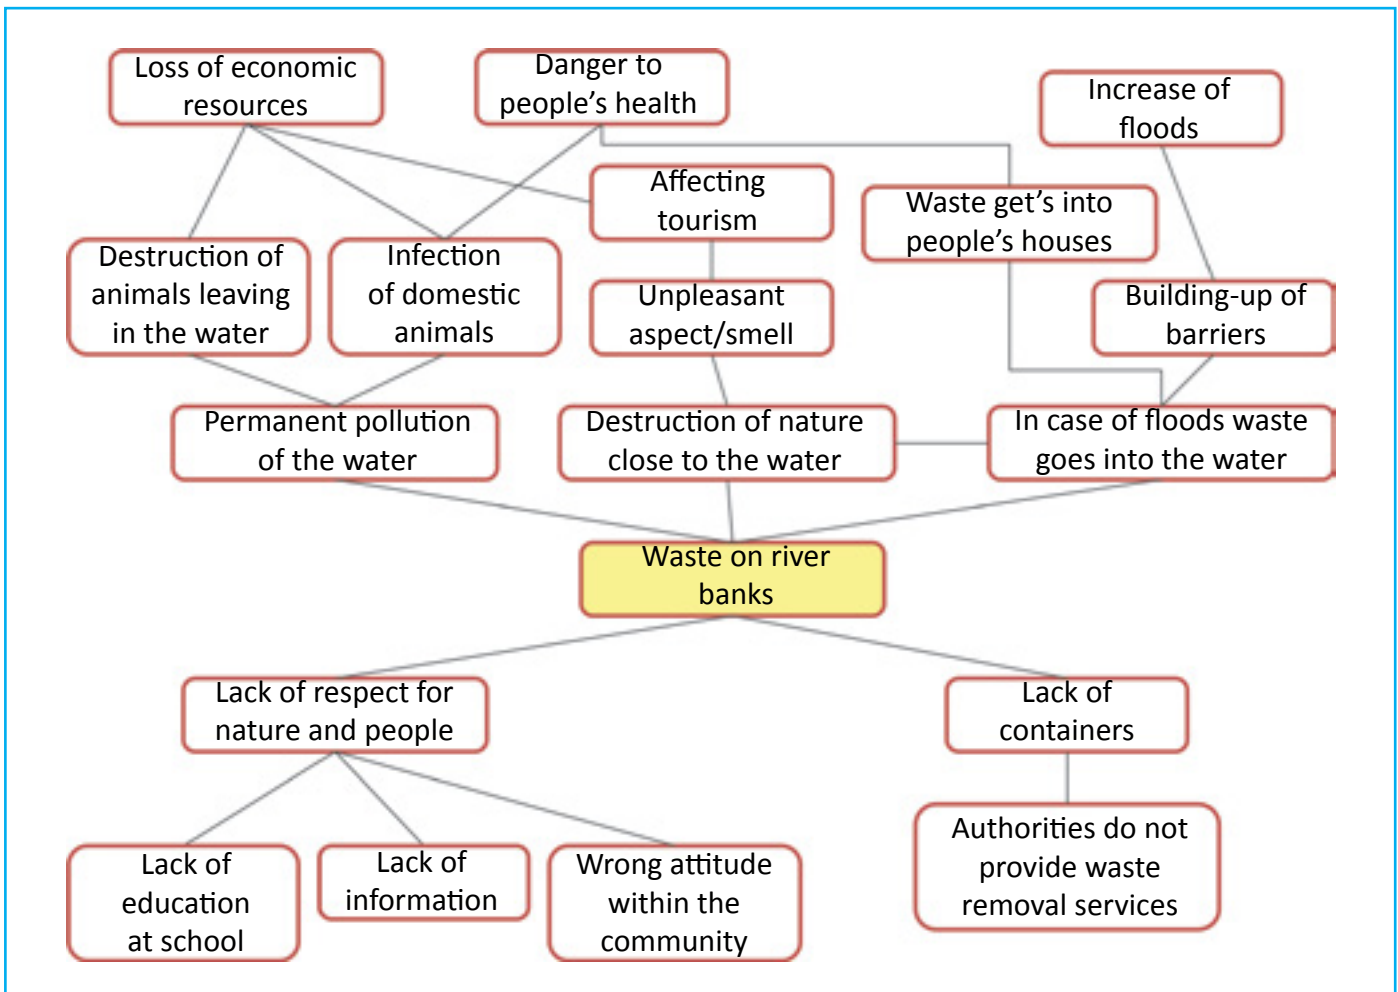 Loss of economic
resources
Danger to
people's health
Increase of
floods
Affecting
tourism
Waste get's into
people's houses
Destruction of
animals leaving
in the water
Infection
of domestic
animals
Unpleasant
aspect/smell
Building-up of
barriers
Permanent pollution
of the water
Destruction of nature
close to the water
In case of floods waste
goes into the water
Waste on river
banks
Lack of respect for
nature and people
Lack of
containers
Lack of
education
at school
Lack of
information
Wrong attitude
within the
community
Authorities do not
provide waste
removal services